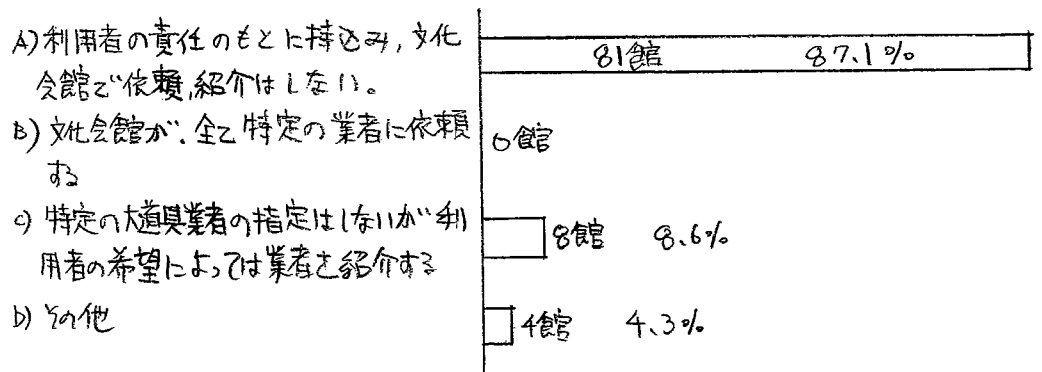 A)利用者の責任のもとに持込み,文化
会館で依頼,紹介はしない。
81館 87.1%
B)文化会館が、全て特定の業者に依頼
する
0館
c)特定の大道具業者の指定はしないが利
用者の希望によっては業者を紹介する
8館 8.6%
D)その他
4館 4.3%